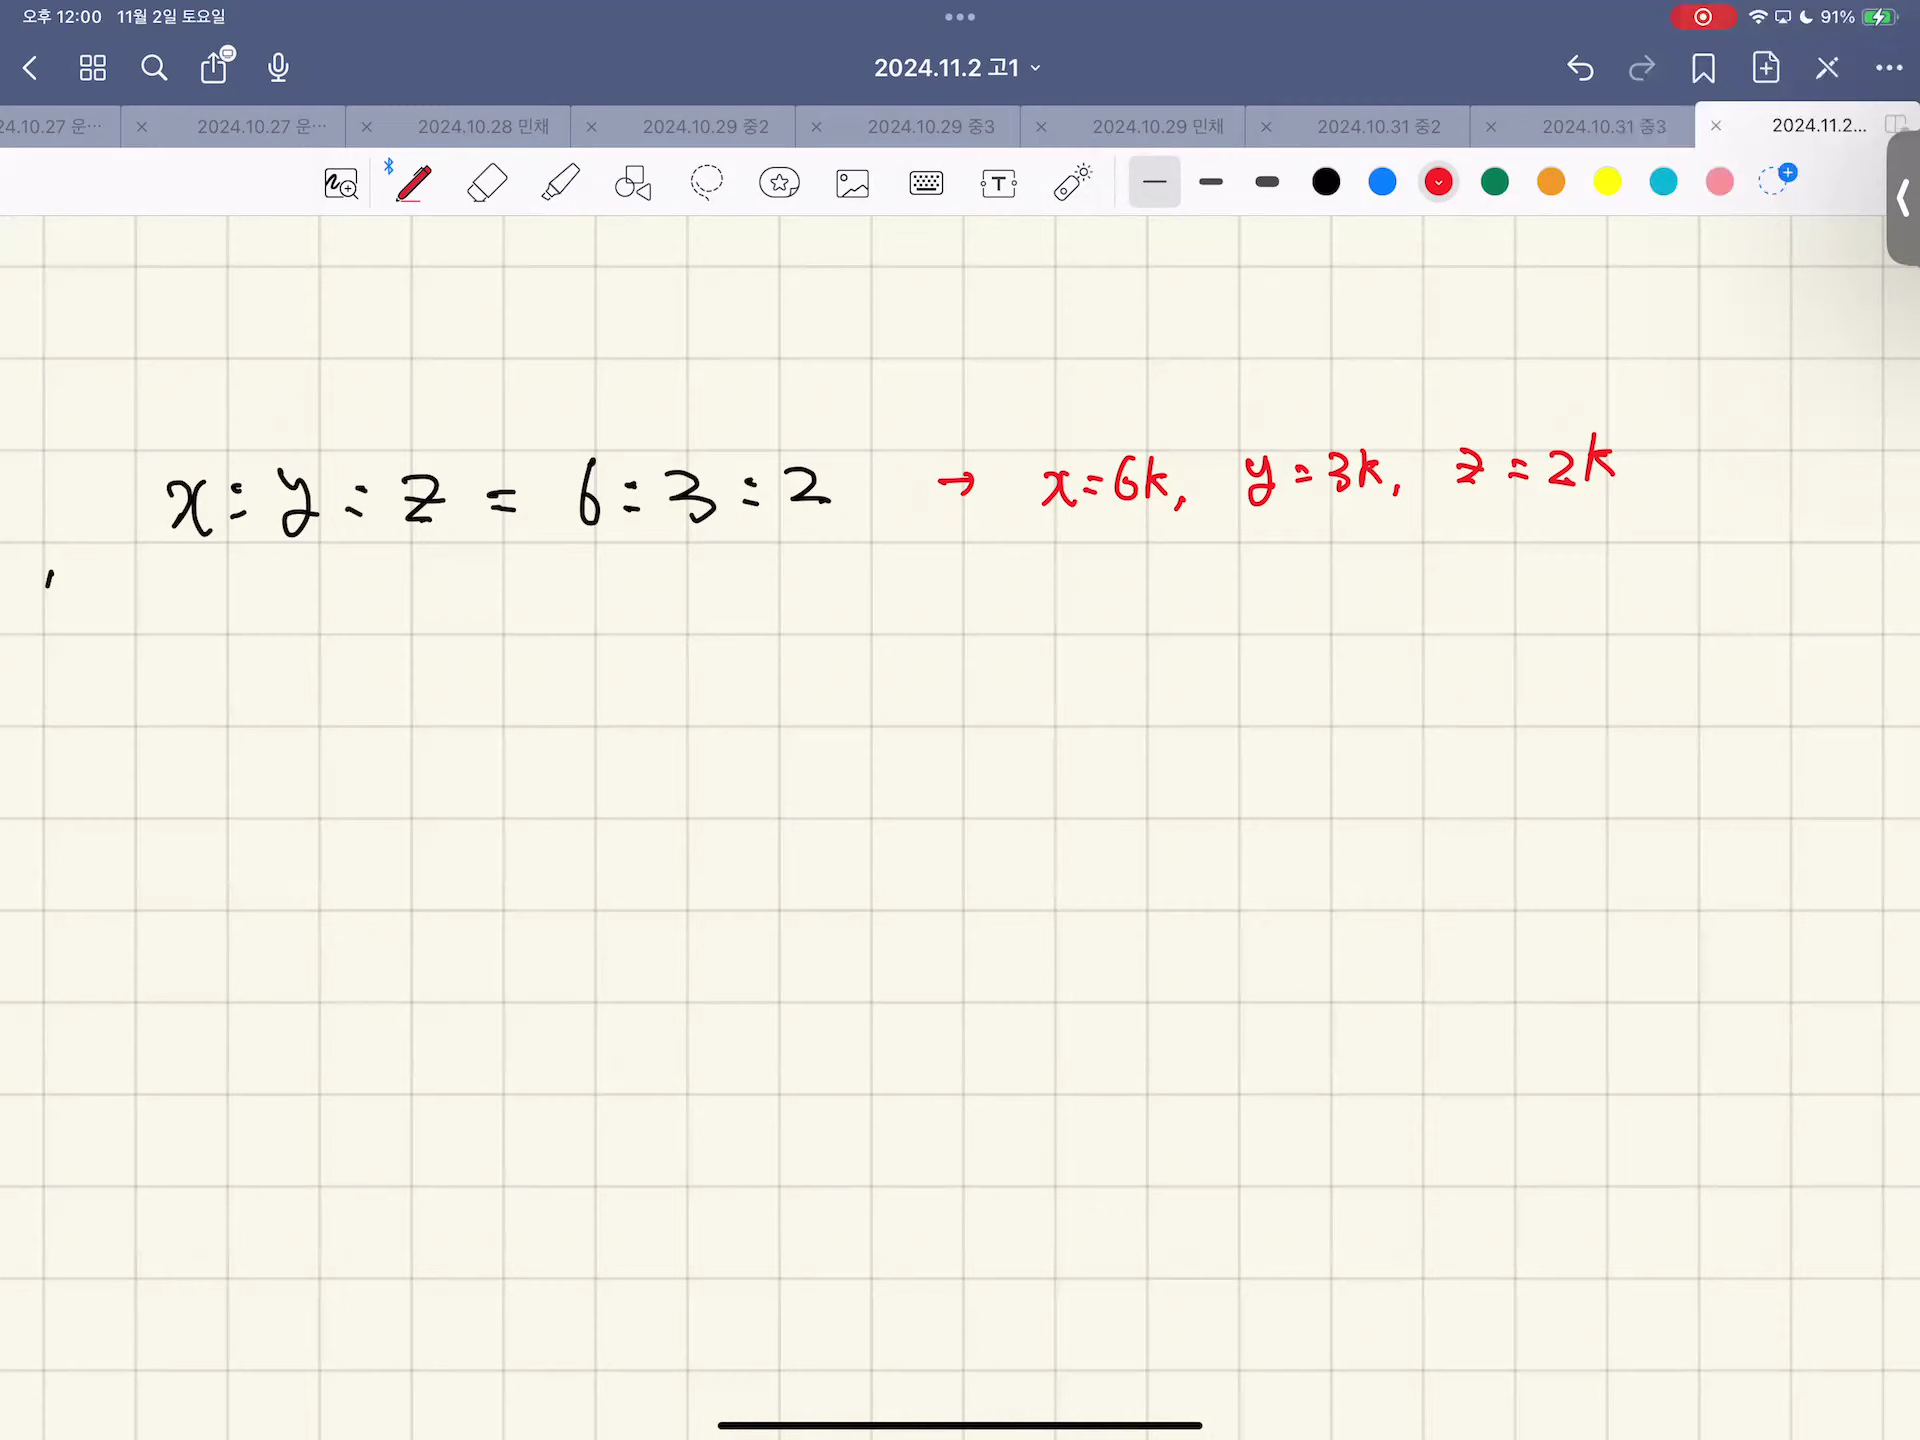 오후 12:00 11월 2일 토요일 91%
2024.11.2 고1
24.10.27 운… 2024.10.27 운… 2024.10.28 민채 2024.10.29 중2 2024.10.29 중3 2024.10.29 민채 2024.10.31 중2 2024.10.31 중3 2024.11.2...
T
x:y:z = 6:3:2 → x=6k, y=3k, z=2k